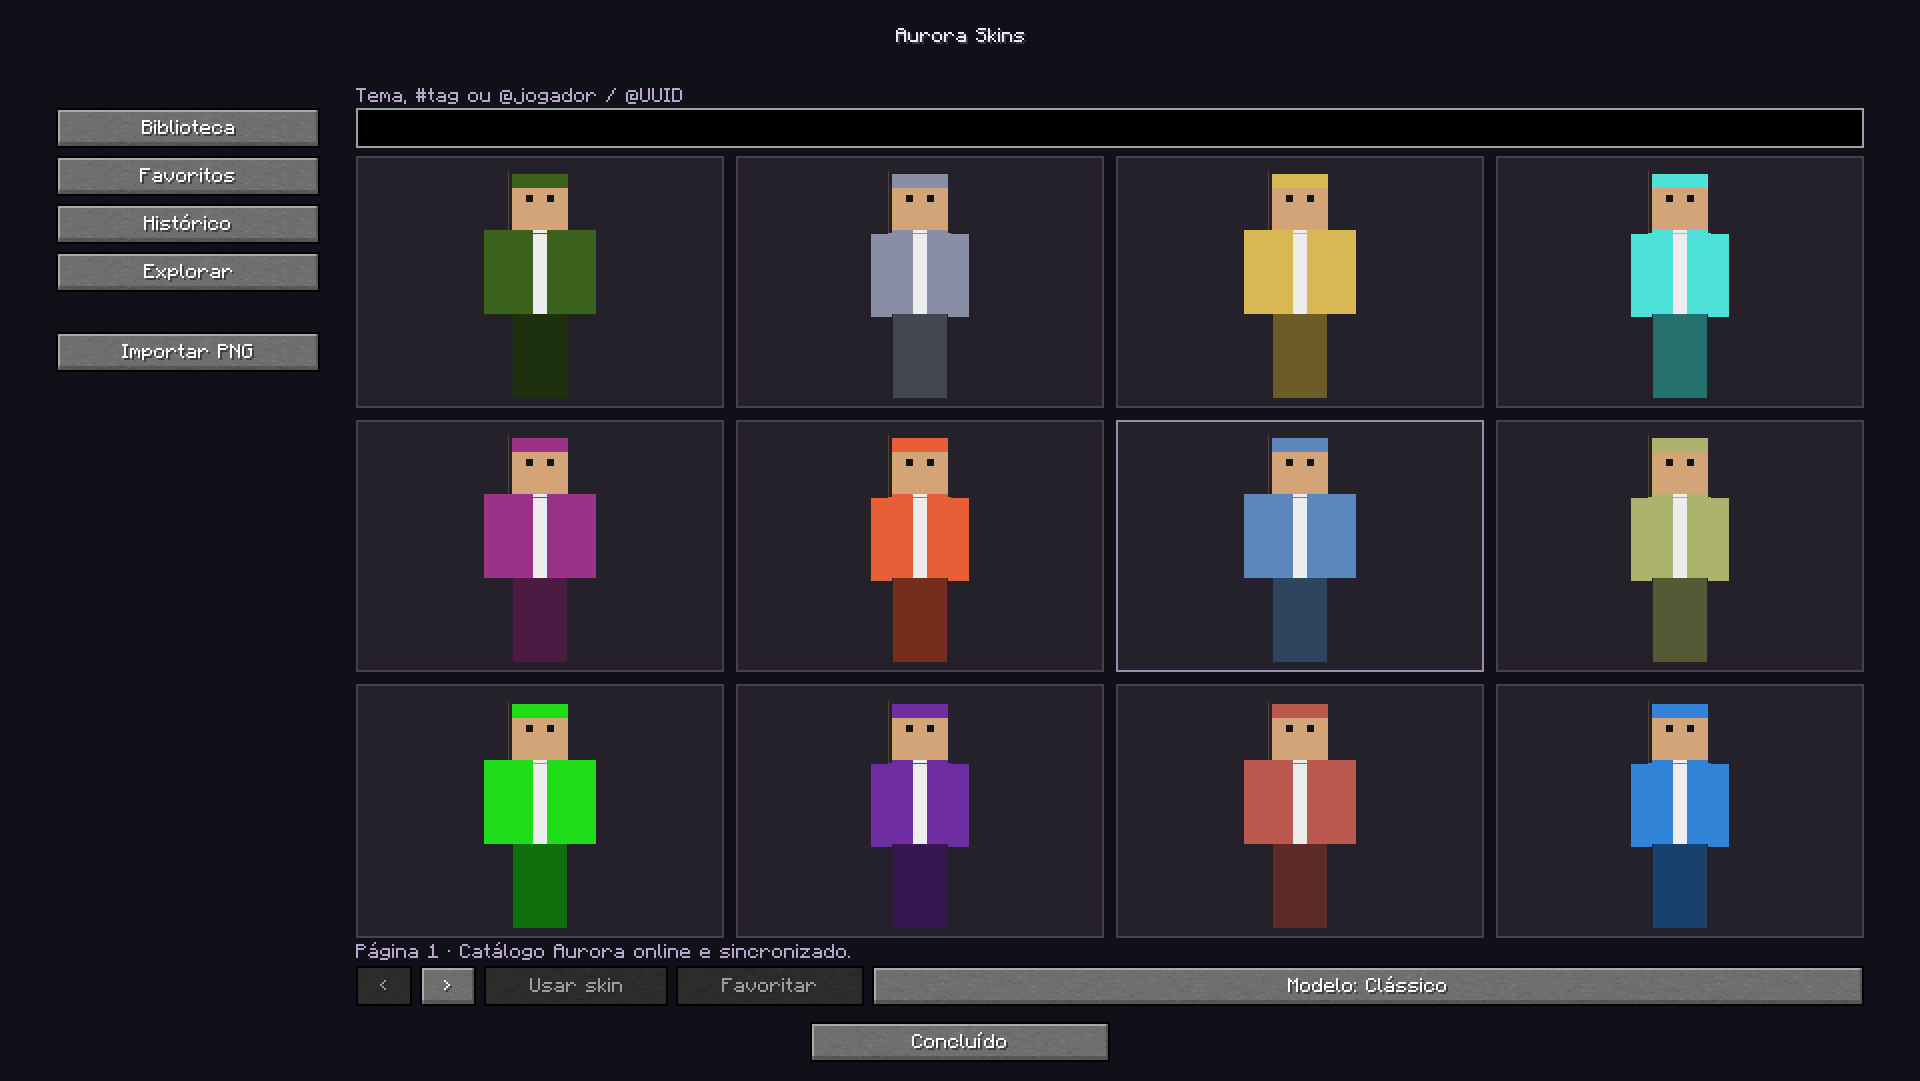 Aurora Skins
Tema, #tag ou @jogador / @UUID
Biblioteca
Favoritos
Histórico
Explorar
Importar PNG
Página 1 · Catálogo Aurora online e sincronizado.
< > Usar skin Favoritar Modelo: Clássico
Concluído